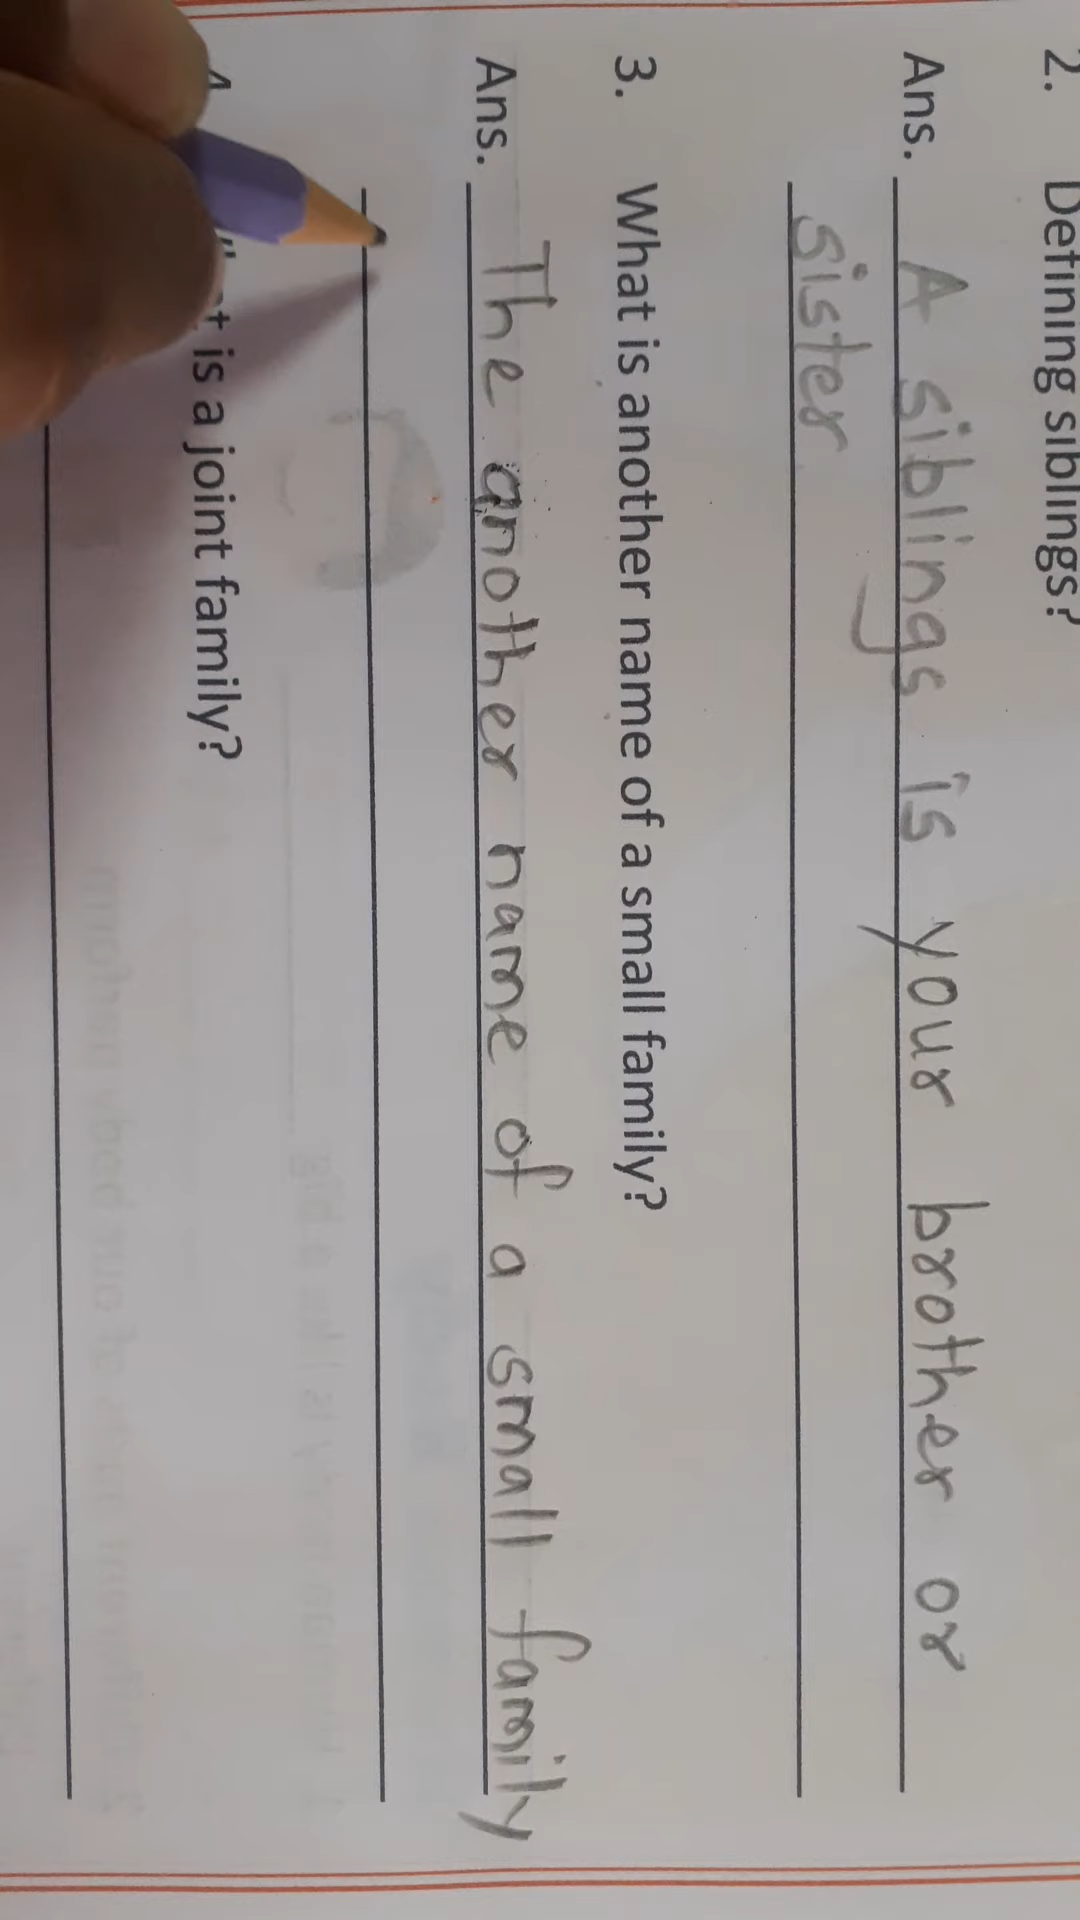 2. Defining siblings?
Ans. A siblings is your brother or
sister
3. What is another name of a small family?
Ans. The another name of a small family
is a joint family?